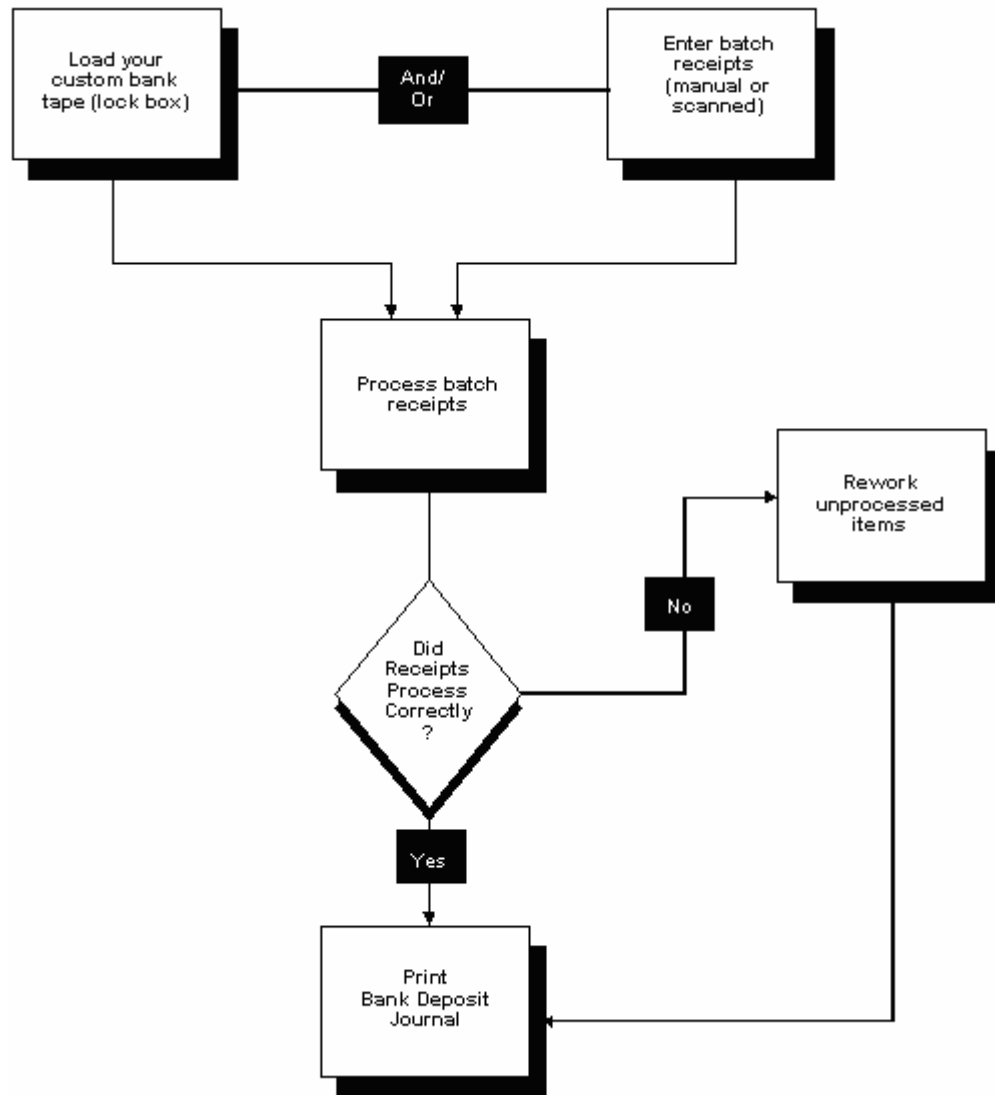 Load your
custom bank
tape (lock box)
And/
Or
Enter batch
receipts
(manual or
scanned)
Process batch
receipts
Rework
unprocessed
items
No
Did
Receipts
Process
Correctly
?
Yes
Print
Bank Deposit
Journal